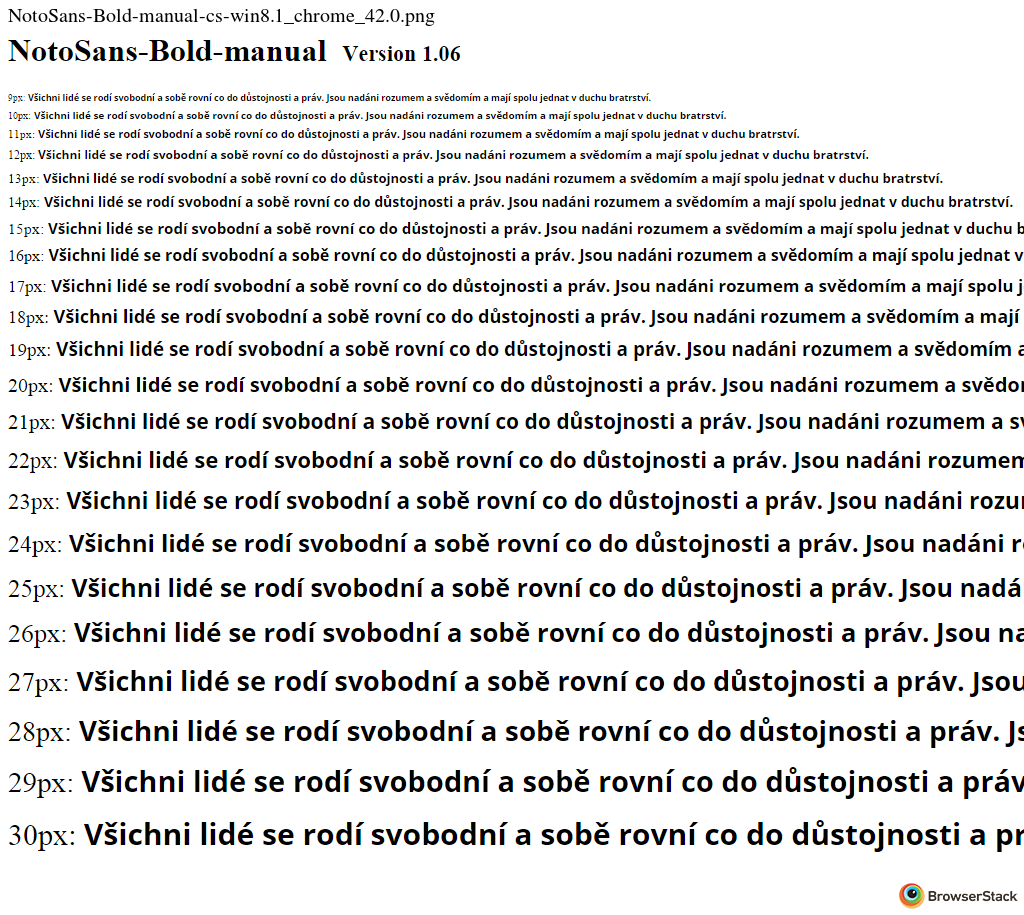 NotoSans-Bold-manual-cs-win8.1_chrome_42.0.png
NotoSans-Bold-manual Version 1.06
9px: Všichni lidé se rodí svobodní a sobě rovní co do důstojnosti a práv. Jsou nadáni rozumem a svědomím a mají spolu jednat v duchu bratrství.
10px: Všichni lidé se rodí svobodní a sobě rovní co do důstojnosti a práv. Jsou nadáni rozumem a svědomím a mají spolu jednat v duchu bratrství.
11px: Všichni lidé se rodí svobodní a sobě rovní co do důstojnosti a práv. Jsou nadáni rozumem a svědomím a mají spolu jednat v duchu bratrství.
12px: Všichni lidé se rodí svobodní a sobě rovní co do důstojnosti a práv. Jsou nadáni rozumem a svědomím a mají spolu jednat v duchu bratrství.
13px: Všichni lidé se rodí svobodní a sobě rovní co do důstojnosti a práv. Jsou nadáni rozumem a svědomím a mají spolu jednat v duchu bratrství.
14px: Všichni lidé se rodí svobodní a sobě rovní co do důstojnosti a práv. Jsou nadáni rozumem a svědomím a mají spolu jednat v duchu bratrství.
15px: Všichni lidé se rodí svobodní a sobě rovní co do důstojnosti a práv. Jsou nadáni rozumem a svědomím a mají spolu jednat v duchu b
16px: Všichni lidé se rodí svobodní a sobě rovní co do důstojnosti a práv. Jsou nadáni rozumem a svědomím a mají spolu jednat v
17px: Všichni lidé se rodí svobodní a sobě rovní co do důstojnosti a práv. Jsou nadáni rozumem a svědomím a mají spolu j
18px: Všichni lidé se rodí svobodní a sobě rovní co do důstojnosti a práv. Jsou nadáni rozumem a svědomím a mají
19px: Všichni lidé se rodí svobodní a sobě rovní co do důstojnosti a práv. Jsou nadáni rozumem a svědomím a
20px: Všichni lidé se rodí svobodní a sobě rovní co do důstojnosti a práv. Jsou nadáni rozumem a svědo
21px: Všichni lidé se rodí svobodní a sobě rovní co do důstojnosti a práv. Jsou nadáni rozumem a sv
22px: Všichni lidé se rodí svobodní a sobě rovní co do důstojnosti a práv. Jsou nadáni rozumem
23px: Všichni lidé se rodí svobodní a sobě rovní co do důstojnosti a práv. Jsou nadáni rozu
24px: Všichni lidé se rodí svobodní a sobě rovní co do důstojnosti a práv. Jsou nadáni r
25px: Všichni lidé se rodí svobodní a sobě rovní co do důstojnosti a práv. Jsou nadá
26px: Všichni lidé se rodí svobodní a sobě rovní co do důstojnosti a práv. Jsou na
27px: Všichni lidé se rodí svobodní a sobě rovní co do důstojnosti a práv. Jsou
28px: Všichni lidé se rodí svobodní a sobě rovní co do důstojnosti a práv. Js
29px: Všichni lidé se rodí svobodní a sobě rovní co do důstojnosti a práv
30px: Všichni lidé se rodí svobodní a sobě rovní co do důstojnosti a pr
BrowserStack